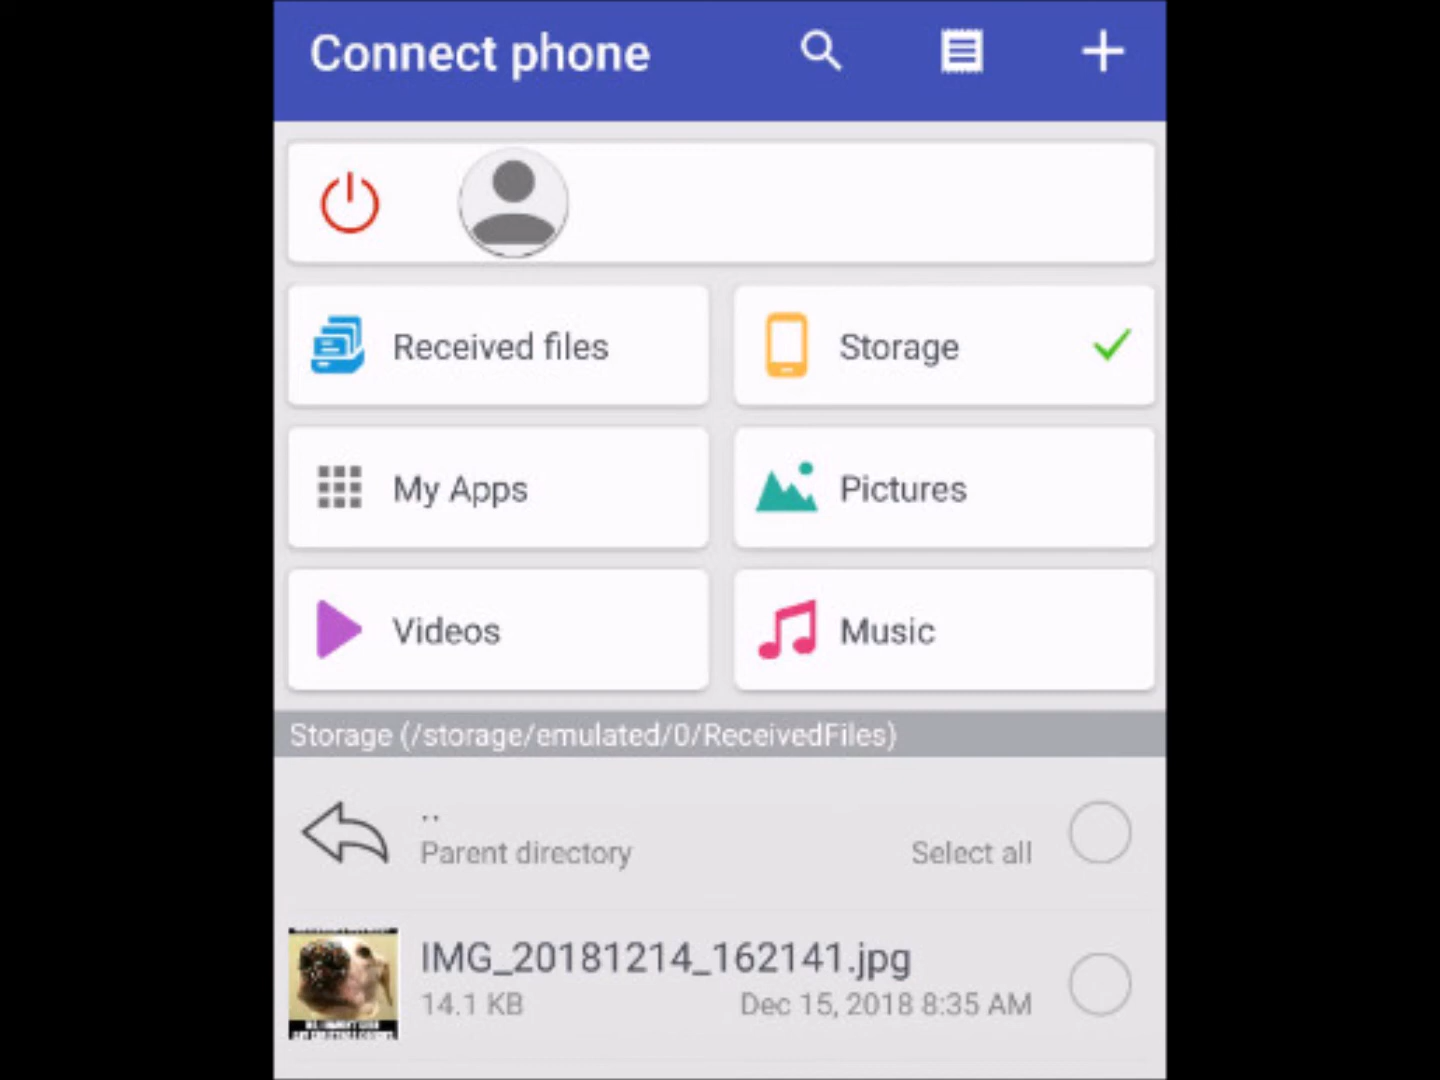 Connect phone
Received files
Storage
My Apps
Pictures
Videos
Music
Storage (/storage/emulated/0/ReceivedFiles)
..
Parent directory
Select all
IMG_20181214_162141.jpg
14.1 KB
Dec 15, 2018 8:35 AM